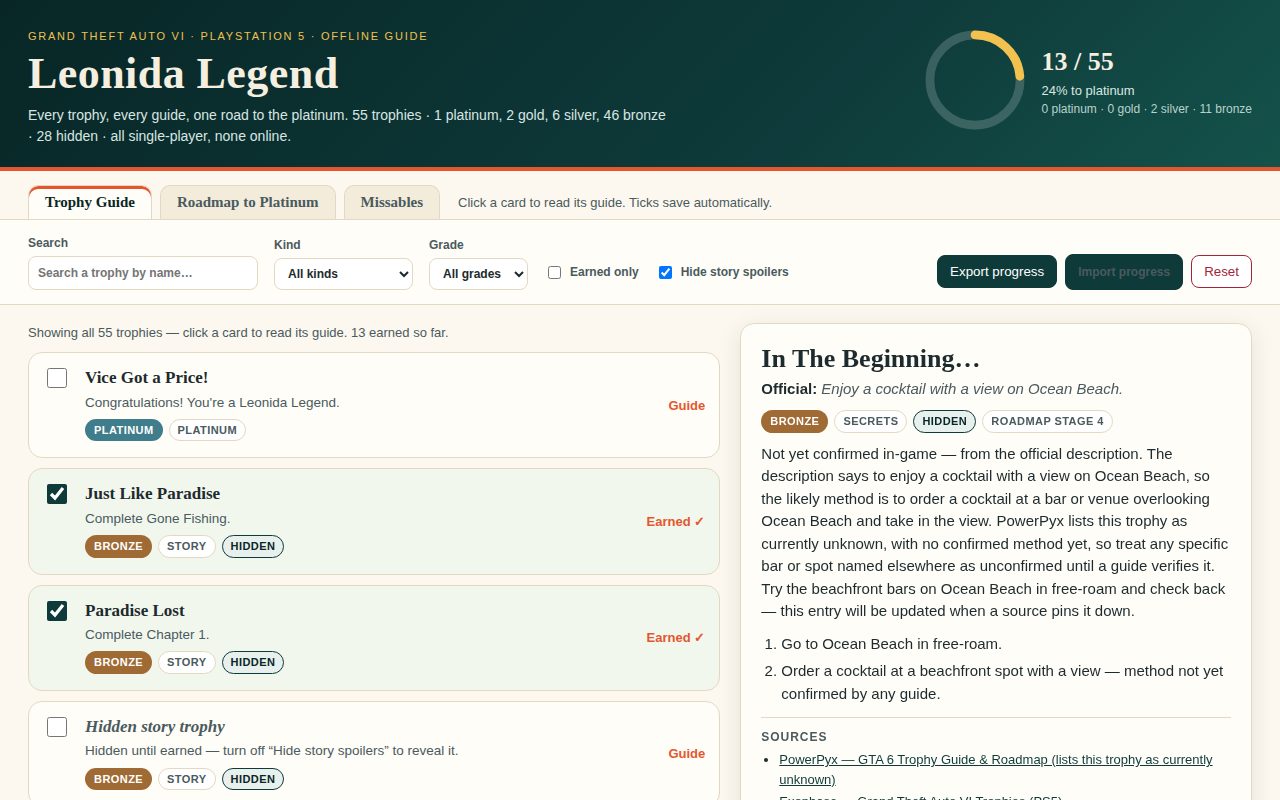 GRAND THEFT AUTO VI · PLAYSTATION 5 · OFFLINE GUIDE
Leonida Legend
Every trophy, every guide, one road to the platinum. 55 trophies · 1 platinum, 2 gold, 6 silver, 46 bronze
· 28 hidden · all single-player, none online.
13 / 55
24% to platinum
0 platinum · 0 gold · 2 silver · 11 bronze
Trophy Guide
Roadmap to Platinum
Missables
Click a card to read its guide. Ticks save automatically.
Search
Search a trophy by name…
Kind
All kinds
Grade
All grades
Earned only
Hide story spoilers
Export progress
Import progress
Reset
Showing all 55 trophies — click a card to read its guide. 13 earned so far.
Vice Got a Price!
Congratulations! You're a Leonida Legend.
PLATINUM
PLATINUM
Guide
Just Like Paradise
Complete Gone Fishing.
BRONZE
STORY
HIDDEN
Earned ✓
Paradise Lost
Complete Chapter 1.
BRONZE
STORY
HIDDEN
Earned ✓
Hidden story trophy
Hidden until earned — turn off “Hide story spoilers” to reveal it.
BRONZE
STORY
HIDDEN
Guide
In The Beginning…
Official: Enjoy a cocktail with a view on Ocean Beach.
BRONZE
SECRETS
HIDDEN
ROADMAP STAGE 4
Not yet confirmed in-game — from the official description. The
description says to enjoy a cocktail with a view on Ocean Beach, so
the likely method is to order a cocktail at a bar or venue overlooking
Ocean Beach and take in the view. PowerPyx lists this trophy as
currently unknown, with no confirmed method yet, so treat any specific
bar or spot named elsewhere as unconfirmed until a guide verifies it.
Try the beachfront bars on Ocean Beach in free-roam and check back
— this entry will be updated when a source pins it down.
1. Go to Ocean Beach in free-roam.
2. Order a cocktail at a beachfront spot with a view — method not yet
confirmed by any guide.
SOURCES
• PowerPyx — GTA 6 Trophy Guide & Roadmap (lists this trophy as currently
unknown)
Exophase — Grand Theft Auto VI Trophies (PS5)